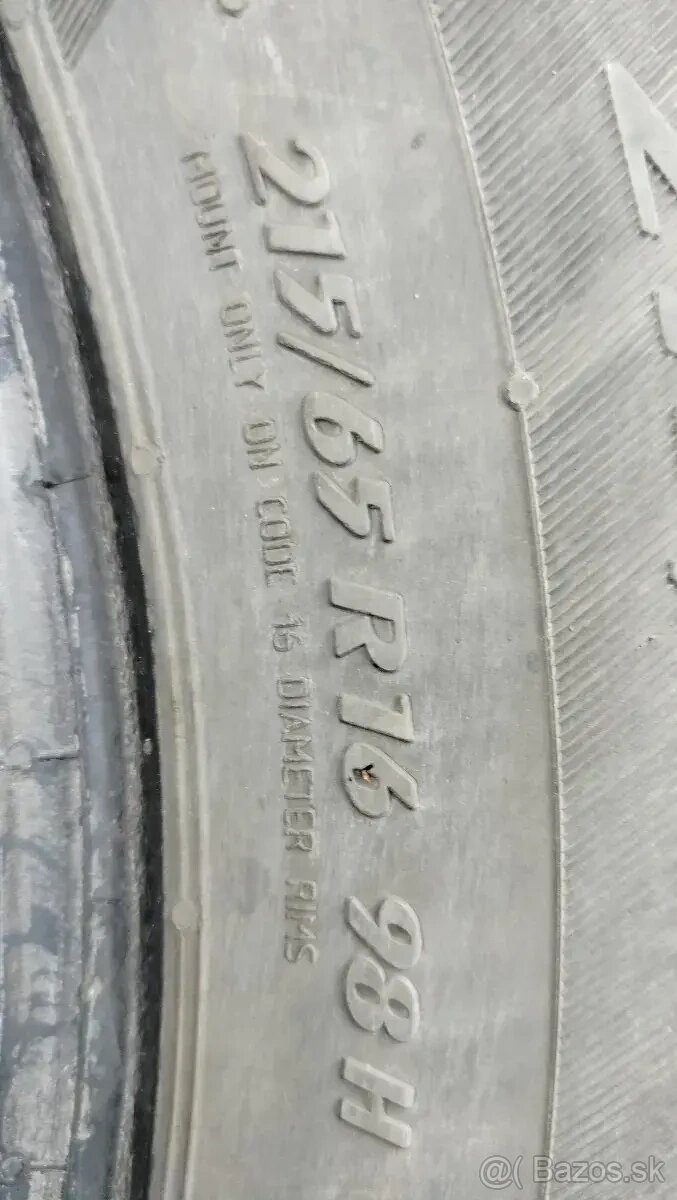 215/65 R16 98 H
MOUNT ONLY ON CODE 16 DIAMETER RIMS
@( Bazos.sk